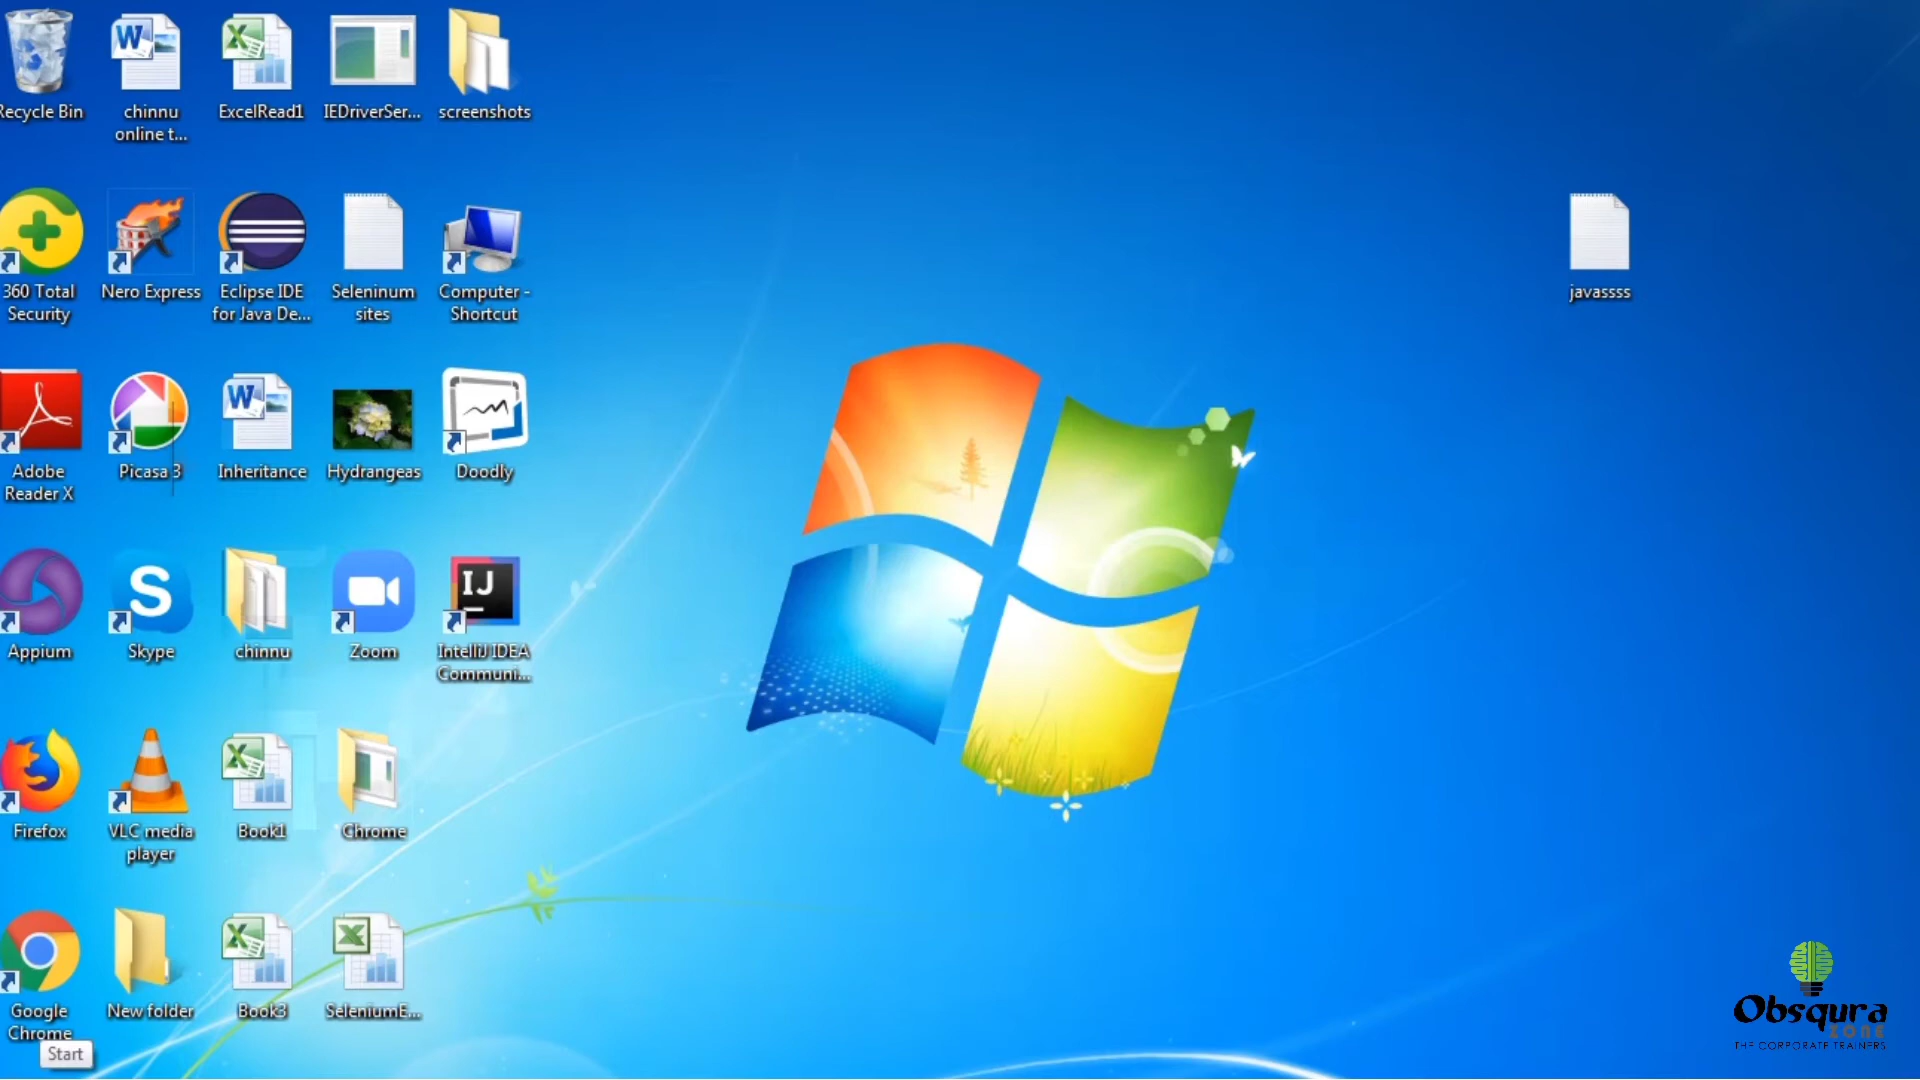 Recycle Bin
chinnu
online t...
ExcelRead1
IEDriverSer...
screenshots
360 Total
Security
Nero Express
Eclipse IDE
for Java De...
Seleninum
sites
Computer -
Shortcut
javassss
Adobe
Reader X
Picasa 3
Inheritance
Hydrangeas
Doodly
Appium
Skype
chinnu
Zoom
IJ
IntelliJ IDEA
Communi...
Firefox
VLC media
player
Book1
Chrome
Google
Chrome
New folder
Book3
SeleniumE...
Start
Obsqura
ZONE
THE CORPORATE TRAINERS